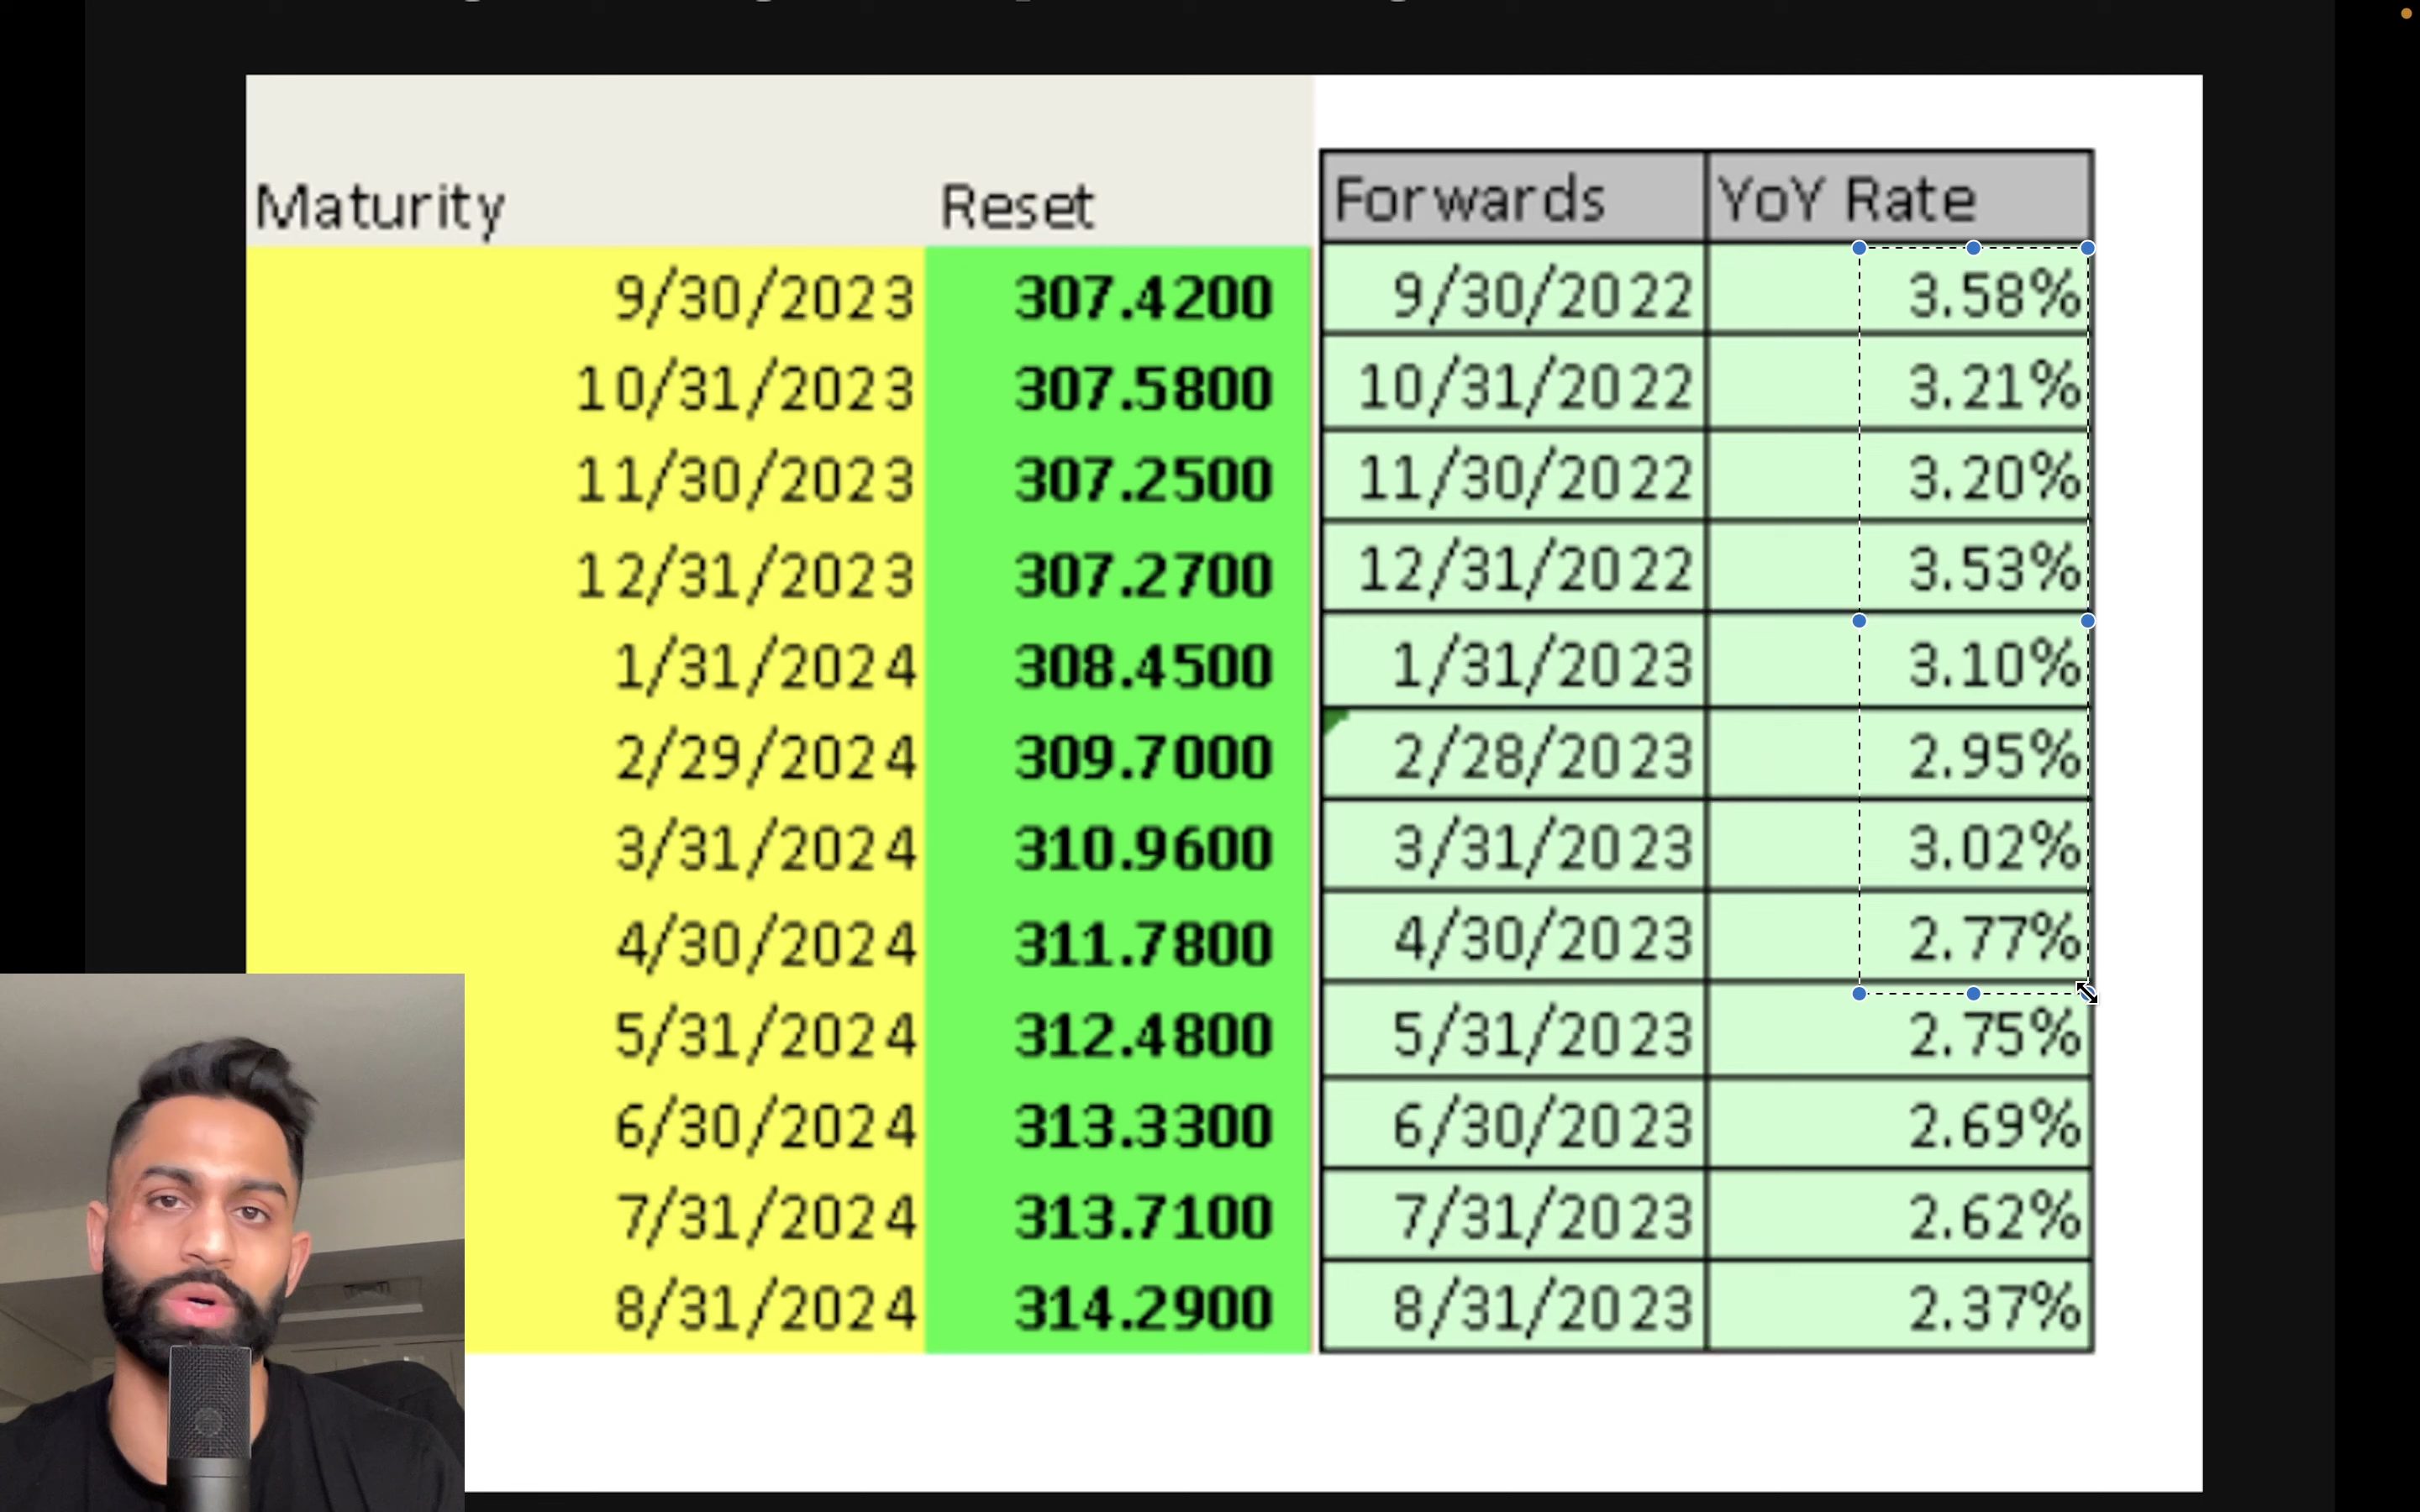 Maturity Reset Forwards YoY Rate
9/30/2023 307.4200 9/30/2022 3.58%
10/31/2023 307.5800 10/31/2022 3.21%
11/30/2023 307.2500 11/30/2022 3.20%
12/31/2023 307.2700 12/31/2022 3.53%
1/31/2024 308.4500 1/31/2023 3.10%
2/29/2024 309.7000 2/28/2023 2.95%
3/31/2024 310.9600 3/31/2023 3.02%
4/30/2024 311.7800 4/30/2023 2.77%
5/31/2024 312.4800 5/31/2023 2.75%
6/30/2024 313.3300 6/30/2023 2.69%
7/31/2024 313.7100 7/31/2023 2.62%
8/31/2024 314.2900 8/31/2023 2.37%